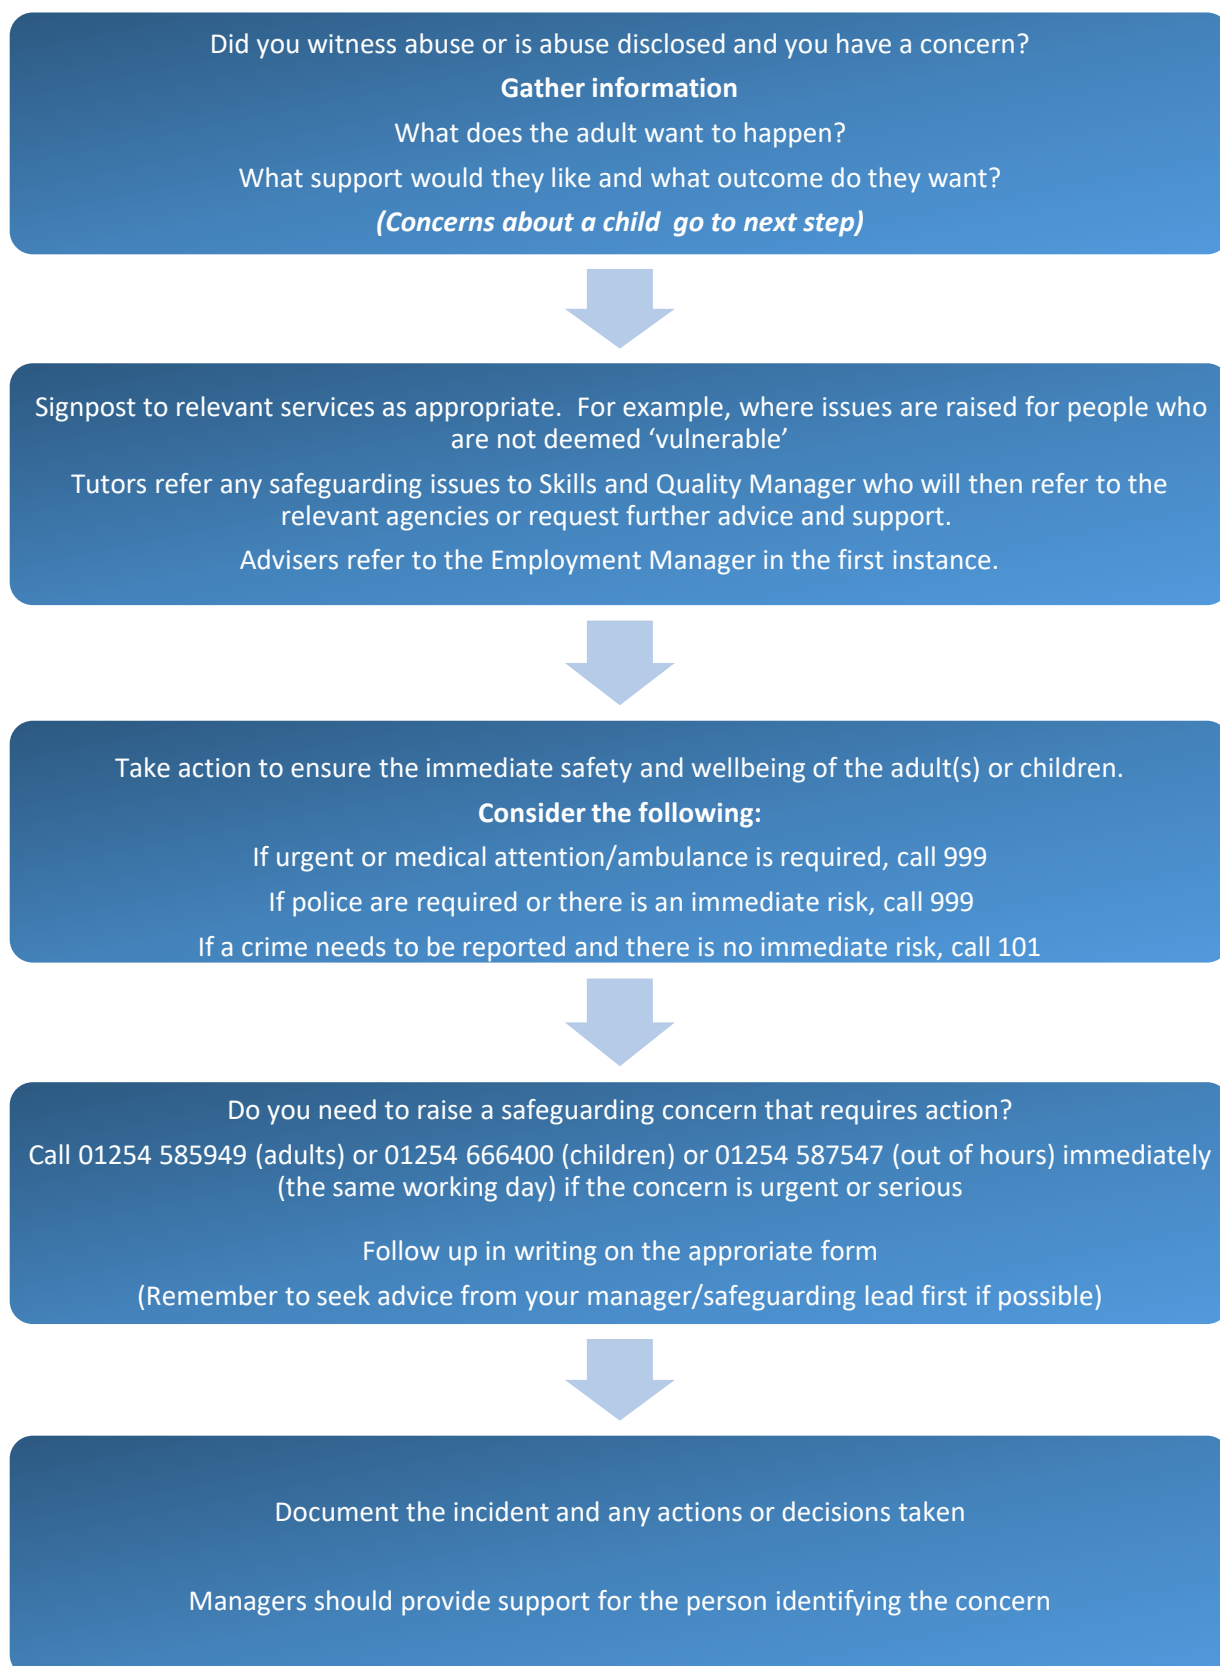 Did you witness abuse or is abuse disclosed and you have a concern?
Gather information
What does the adult want to happen?
What support would they like and what outcome do they want?
(Concerns about a child  go to next step)
Signpost to relevant services as appropriate.  For example, where issues are raised for people who
are not deemed ‘vulnerable’
Tutors refer any safeguarding issues to Skills and Quality Manager who will then refer to the
relevant agencies or request further advice and support.
Advisers refer to the Employment Manager in the first instance.
Take action to ensure the immediate safety and wellbeing of the adult(s) or children.
Consider the following:
If urgent or medical attention/ambulance is required, call 999
If police are required or there is an immediate risk, call 999
If a crime needs to be reported and there is no immediate risk, call 101
Do you need to raise a safeguarding concern that requires action?
Call 01254 585949 (adults) or 01254 666400 (children) or 01254 587547 (out of hours) immediately
(the same working day) if the concern is urgent or serious
Follow up in writing on the approriate form
(Remember to seek advice from your manager/safeguarding lead first if possible)
Document the incident and any actions or decisions taken
Managers should provide support for the person identifying the concern